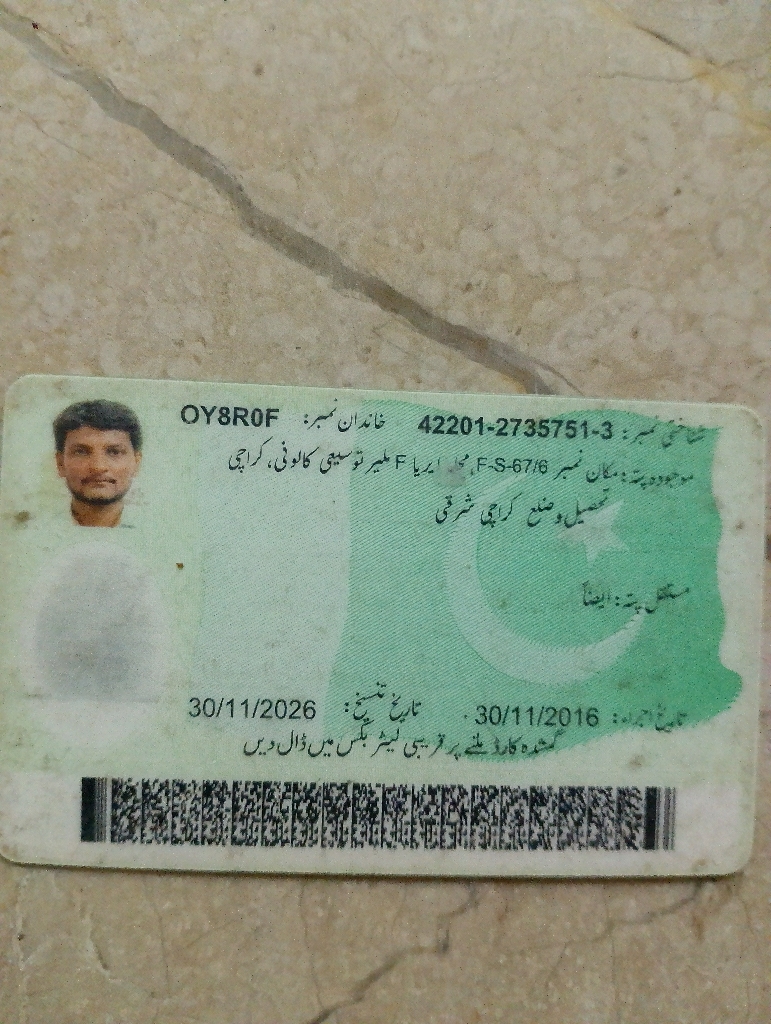 شناختی نمبر: 42201-2735751-3 خاندان نمبر: OY8R0F
موجودہ پتہ: مکان نمبر F-S-67/6، محلہ ایریا F ملیر توسیعی کالونی، کراچی
تحصیل و ضلع کراچی شرقی
مستقل پتہ: ایضاً
تاریخ اجراء: 30/11/2016 تاریخ تنسیخ: 30/11/2026
گمشدہ کارڈ ملنے پر قریبی لیٹر بکس میں ڈال دیں